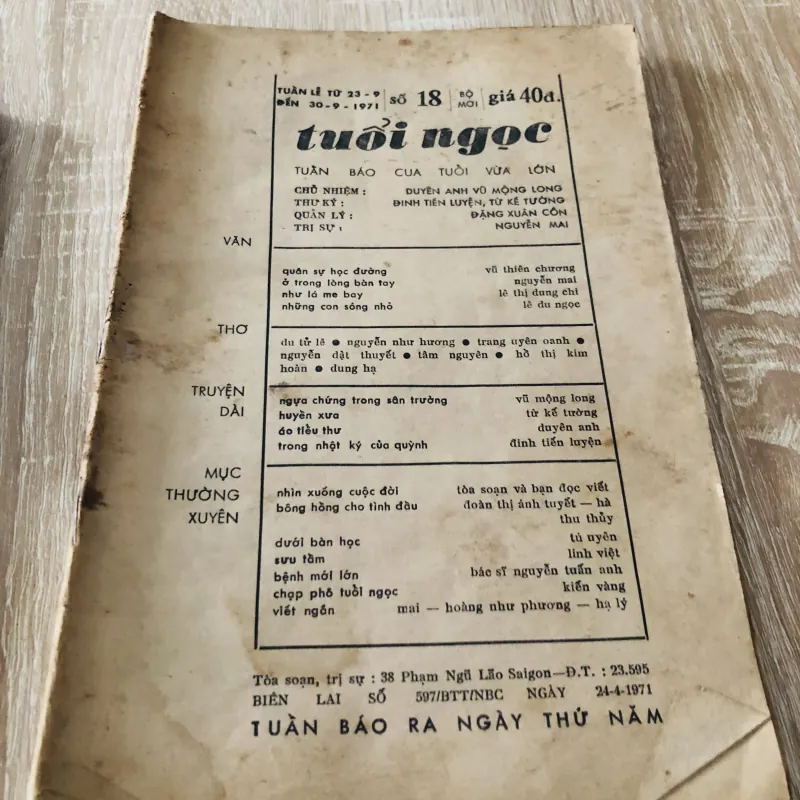 TUẦN LỄ TỪ 23-9 số 18 BỘ giá 40đ.
ĐẾN 30-9-1971 MỚI
tuổi ngọc
TUẦN BÁO CUA TUỔI VỪA LỚN
CHỦ NHIỆM : DUYÊN ANH VŨ MỘNG LONG
THƯ KÝ : ĐINH TIẾN LUYỆN, TỪ KẾ TƯỜNG
QUẢN LÝ : ĐẶNG XUÂN CÔN
TRỊ SỰ : NGUYỄN MAI
VĂN
quân sự học đường vũ thiên chương
ở trong lòng bàn tay nguyễn mai
như lá me bay lê thị dung chi
những con sóng nhỏ lê du ngọc
THƠ
du tử lê ● nguyễn như hương ● trang uyên oanh ●
nguyễn dật thuyết ● tâm nguyên ● hồ thị kim
hoàn ● dung hạ
TRUYỆN
DÀI
ngựa chứng trong sân trường vũ mộng long
huyền xưa từ kế tường
áo tiểu thư duyên anh
trong nhật ký của quỳnh đinh tiến luyện
MỤC
THƯỜNG
XUYÊN
nhìn xuống cuộc đời tòa soạn và bạn đọc viết
bông hồng cho tình đầu đoàn thị ánh tuyết — hà
thu thủy
dưới bàn học tú uyên
sưu tầm linh việt
bệnh mới lớn bác sĩ nguyễn tuấn anh
chọp phô tuổi ngọc kiến vàng
viết ngắn mai — hoàng như phương — hạ lý
Tòa soạn, trị sự : 38 Phạm Ngũ Lão Saigon—Đ.T. : 23.595
BIÊN LAI SỐ 597/BTT/NBC NGÀY 24-4-1971
TUẦN BÁO RA NGÀY THỨ NĂM